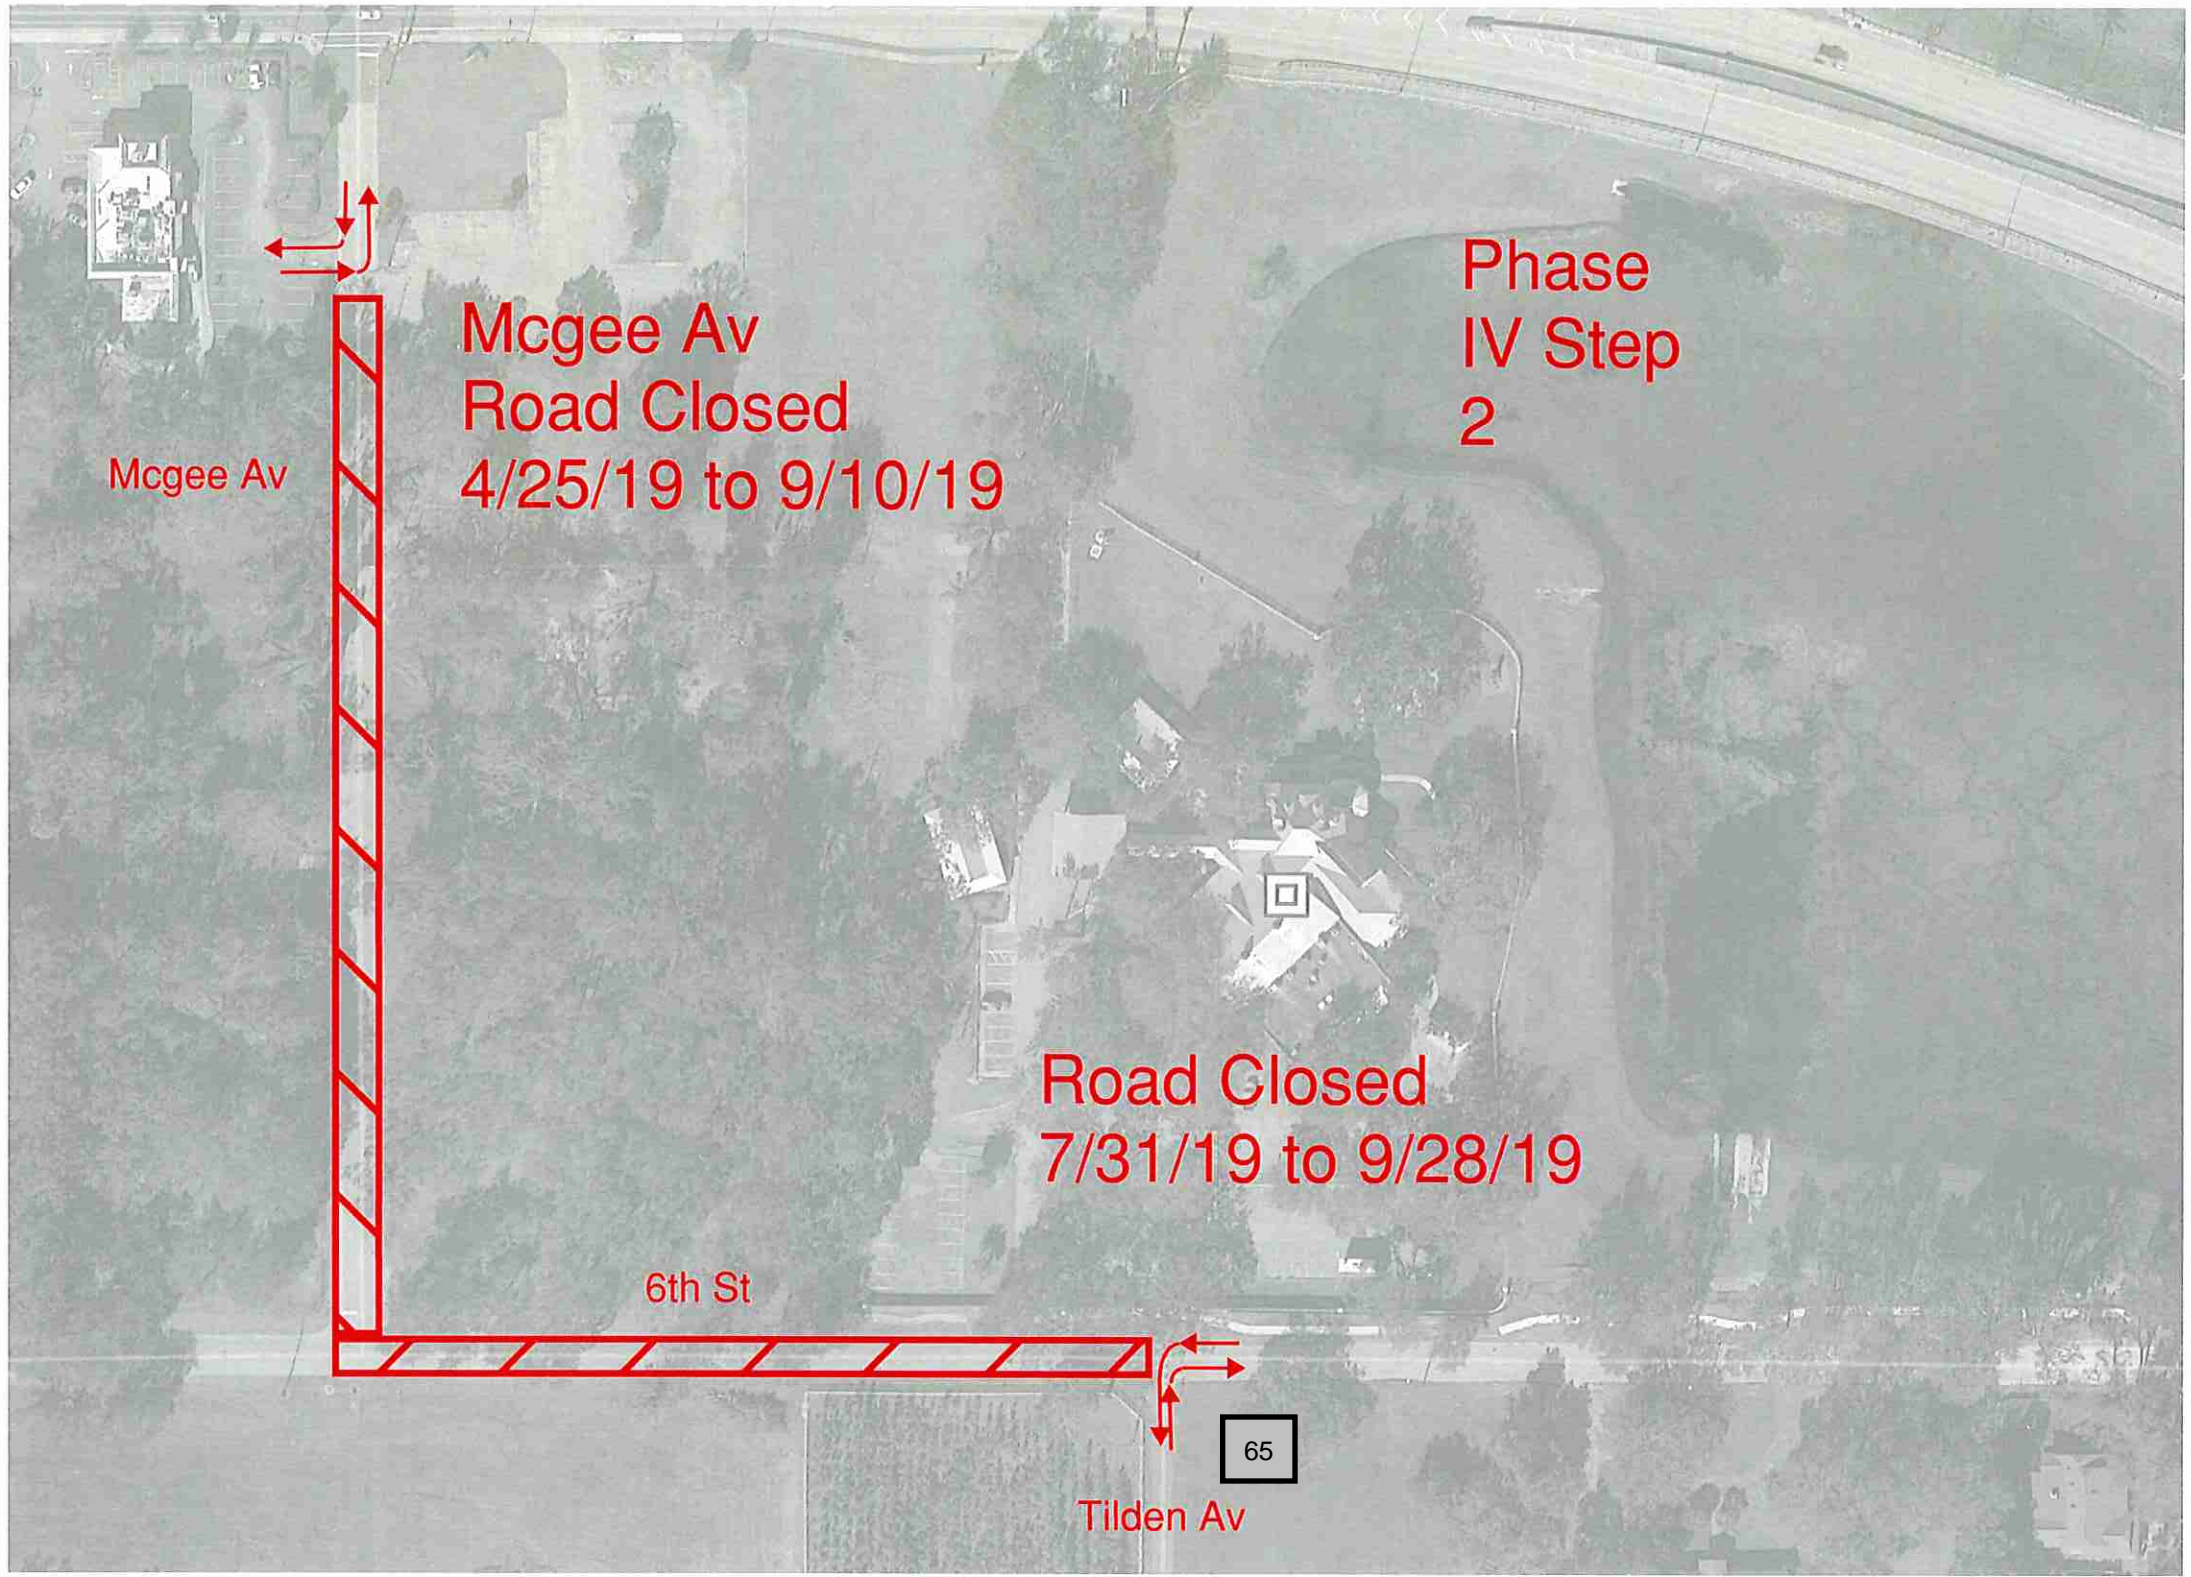 Phase
IV Step
2
Mcgee Av
Road Closed
4/25/19 to 9/10/19
Mcgee Av
Road Closed
7/31/19 to 9/28/19
6th St
65
Tilden Av